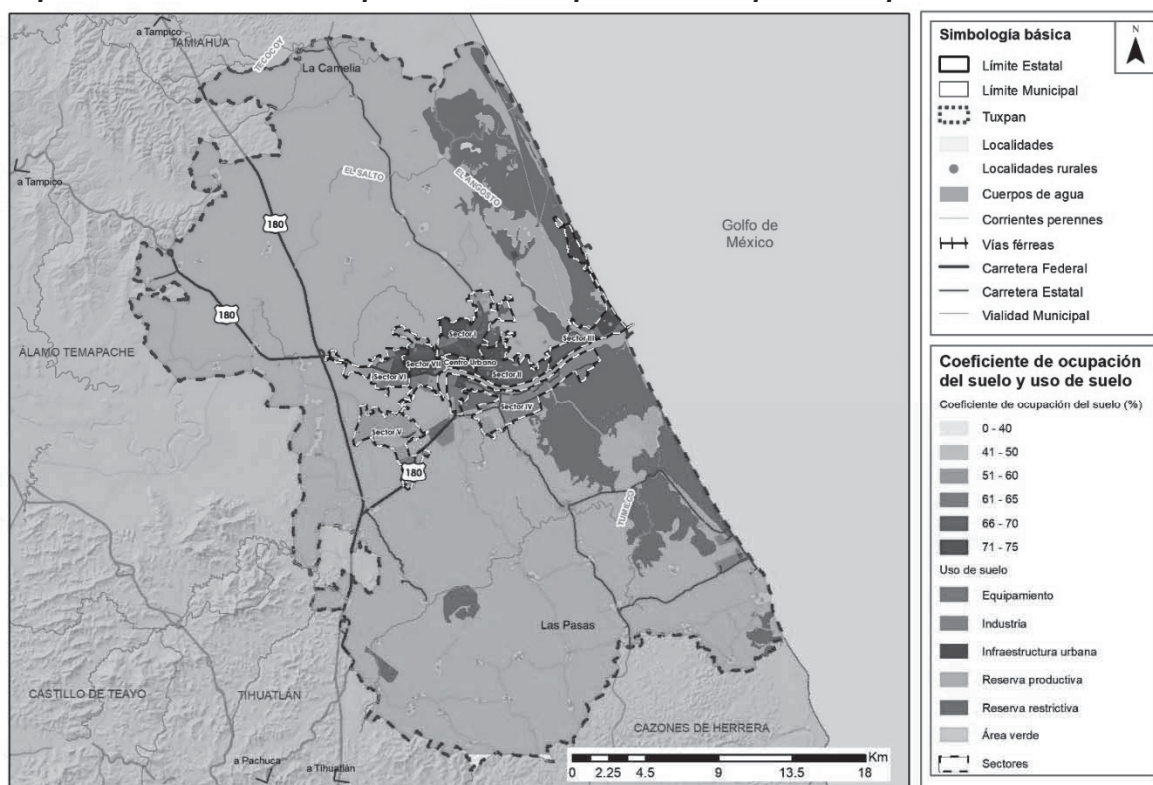 a Tampico
TAMIAHUA
TECOCOY
La Camelia
a Tampico
EL SALTO
EL ANGOSTO
180
Golfo de
México
180
Sector I
Sector III
Sector VII
Centro Urbano
Sector VI
Sector II
ÁLAMO TEMAPACHE
Sector IV
Sector V
180
TUMILCO
Las Pasas
CASTILLO DE TEAYO
TIHUATLÁN
CAZONES DE HERRERA
a Pachuca
a Tihuatlán
Km
0 2.25 4.5 9 13.5 18
N
Simbología básica
Límite Estatal
Límite Municipal
Tuxpan
Localidades
Localidades rurales
Cuerpos de agua
Corrientes perennes
Vías férreas
Carretera Federal
Carretera Estatal
Vialidad Municipal
Coeficiente de ocupación
del suelo y uso de suelo
Coeficiente de ocupación del suelo (%)
0 - 40
41 - 50
51 - 60
61 - 65
66 - 70
71 - 75
Uso de suelo
Equipamiento
Industria
Infraestructura urbana
Reserva productiva
Reserva restrictiva
Área verde
Sectores